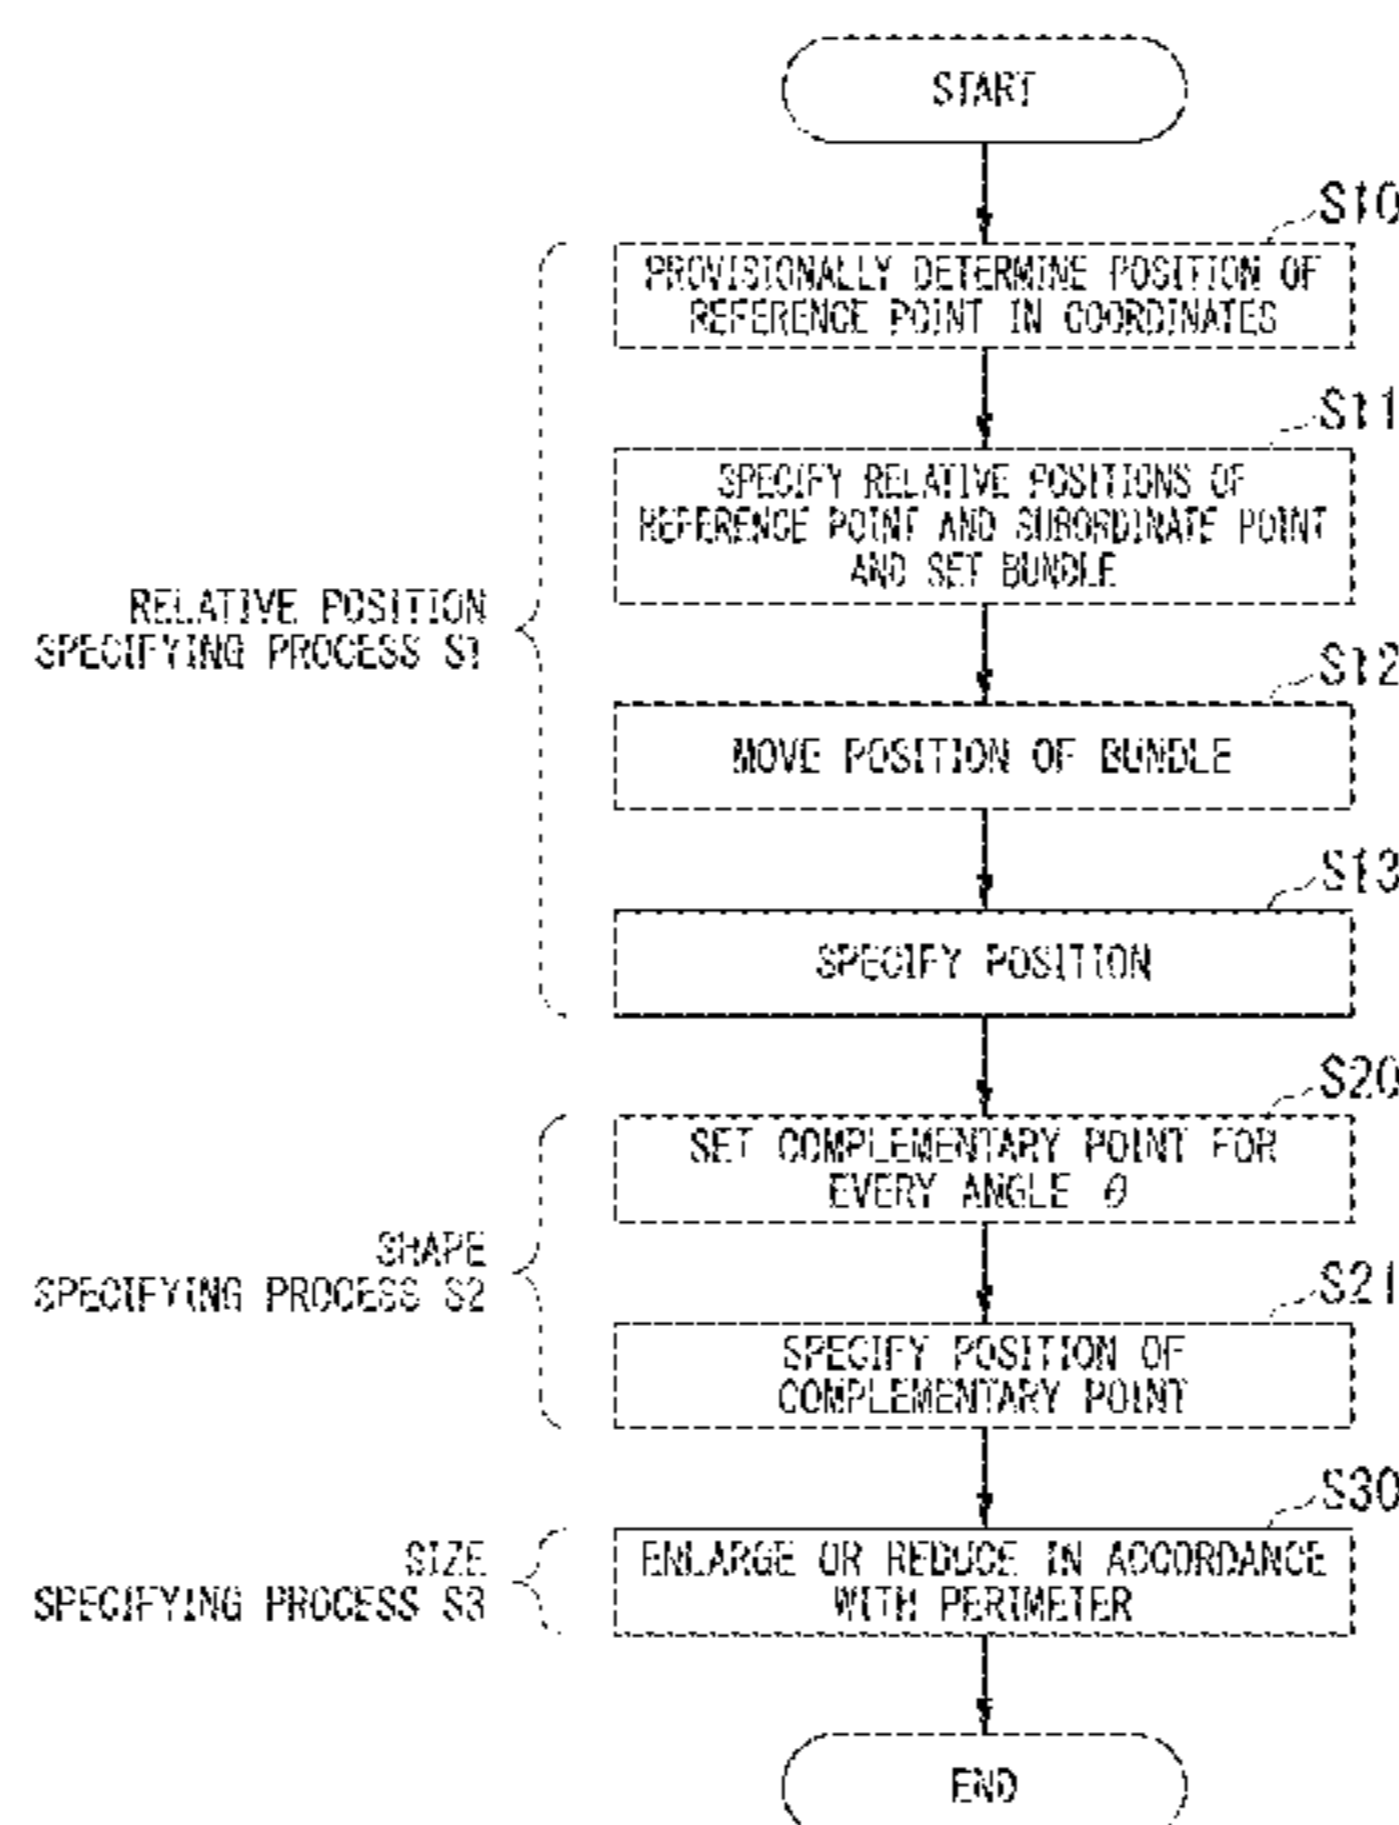 START
S10
PROVISIONALLY DETERMINE POSITION OF
REFERENCE POINT IN COORDINATES
S11
SPECIFY RELATIVE POSITIONS OF
REFERENCE POINT AND SUBORDINATE POINT
AND SET BUNDLE
RELATIVE POSITION
SPECIFYING PROCESS S1
S12
MOVE POSITION OF BUNDLE
S13
SPECIFY POSITION
S20
SET COMPLEMENTARY POINT FOR
EVERY ANGLE θ
SHAPE
SPECIFYING PROCESS S2
S21
SPECIFY POSITION OF
COMPLEMENTARY POINT
S30
ENLARGE OR REDUCE IN ACCORDANCE
WITH PERIMETER
SIZE
SPECIFYING PROCESS S3
END